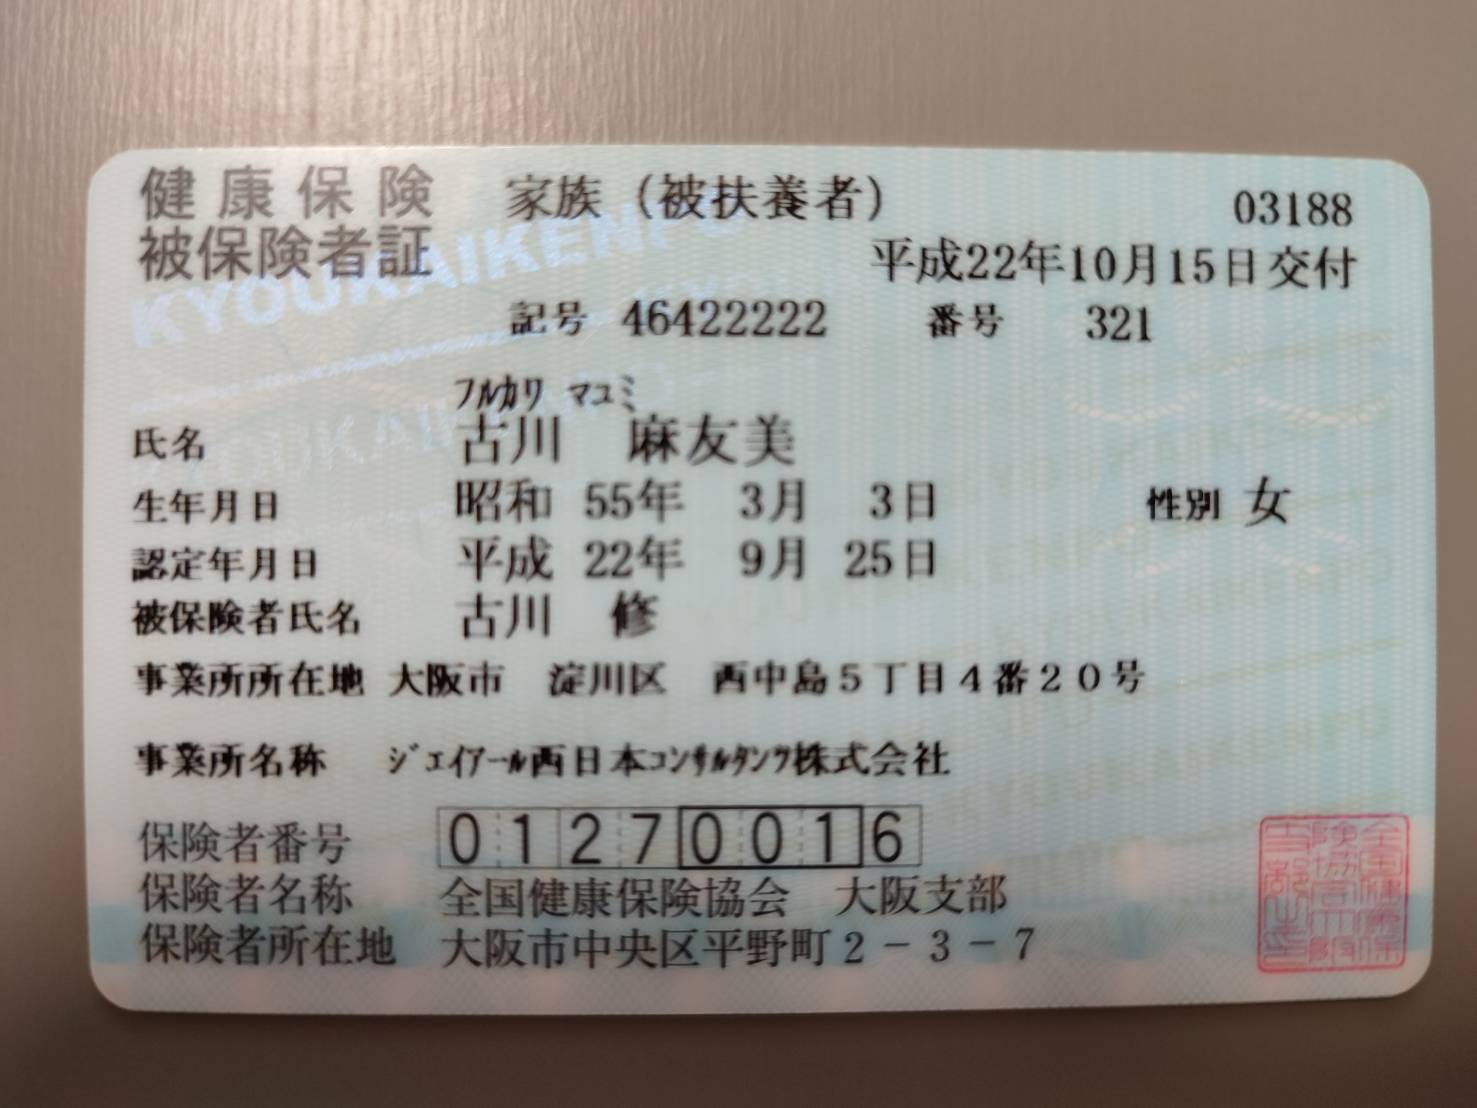 健康保険 家族（被扶養者） 03188
被保険者証 平成22年10月15日交付
記号 46422222 番号 321
ﾌﾙｶﾜ ﾏﾕﾐ
氏名 古川 麻友美
生年月日 昭和 55年 3月 3日 性別 女
認定年月日 平成 22年 9月 25日
被保険者氏名 古川 修
事業所所在地 大阪市 淀川区 西中島５丁目４番２０号
事業所名称 ｼﾞｪｲｱｰﾙ西日本ｺﾝｻﾙﾀﾝﾂ株式会社
保険者番号 01270016
保険者名称 全国健康保険協会 大阪支部
保険者所在地 大阪市中央区平野町２－３－７
KYOUKAIKENPO